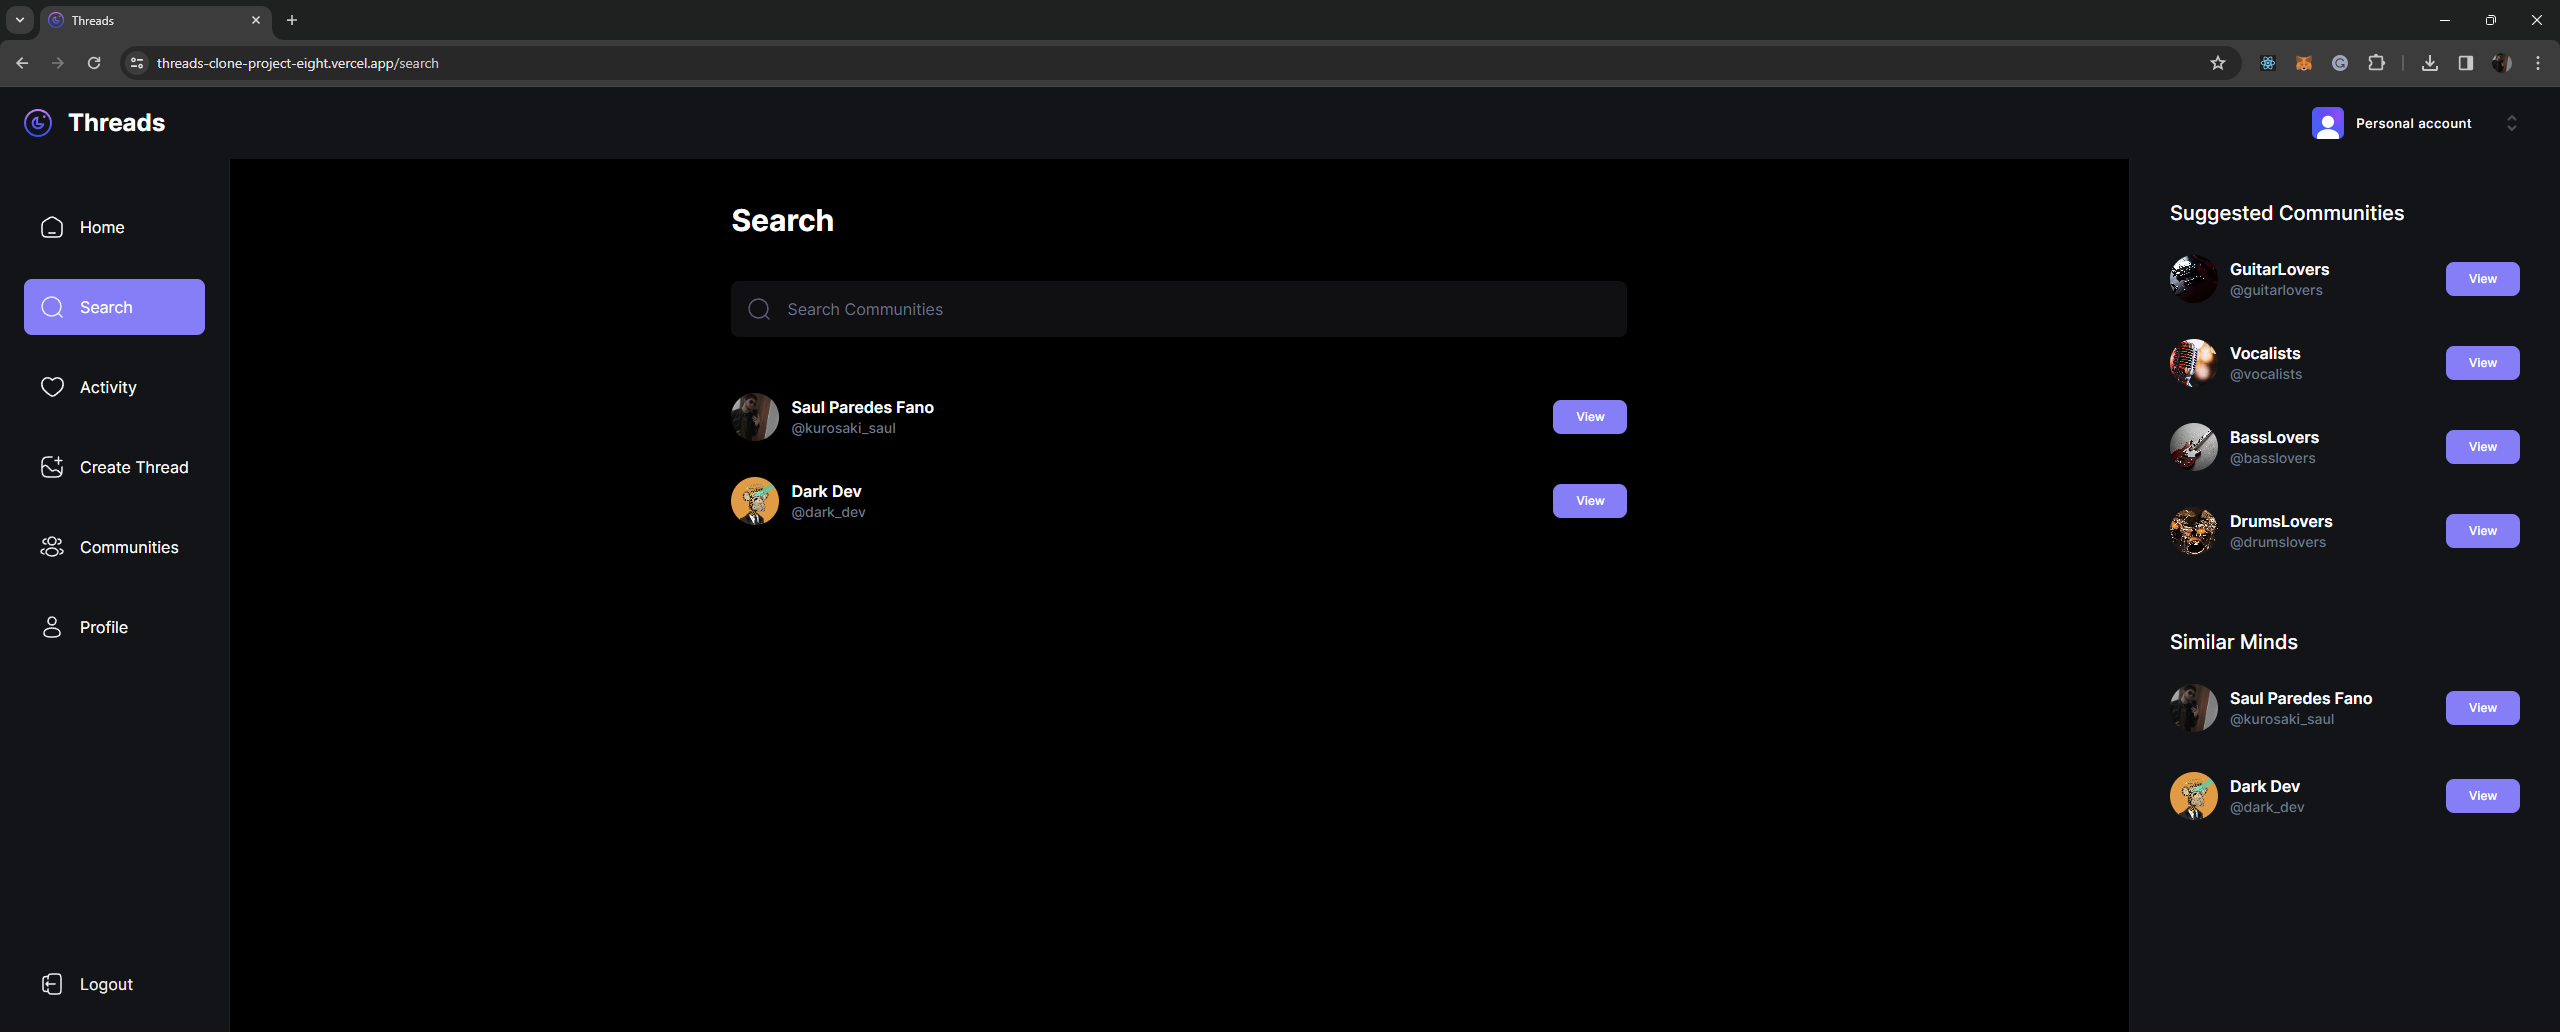 Threads
threads-clone-project-eight.vercel.app/search
Threads
Personal account
Home
Search
Activity
Create Thread
Communities
Profile
Logout
Search
Search Communities
Saul Paredes Fano
@kurosaki_saul
View
Dark Dev
@dark_dev
View
Suggested Communities
GuitarLovers
@guitarlovers
View
Vocalists
@vocalists
View
BassLovers
@basslovers
View
DrumsLovers
@drumslovers
View
Similar Minds
Saul Paredes Fano
@kurosaki_saul
View
Dark Dev
@dark_dev
View